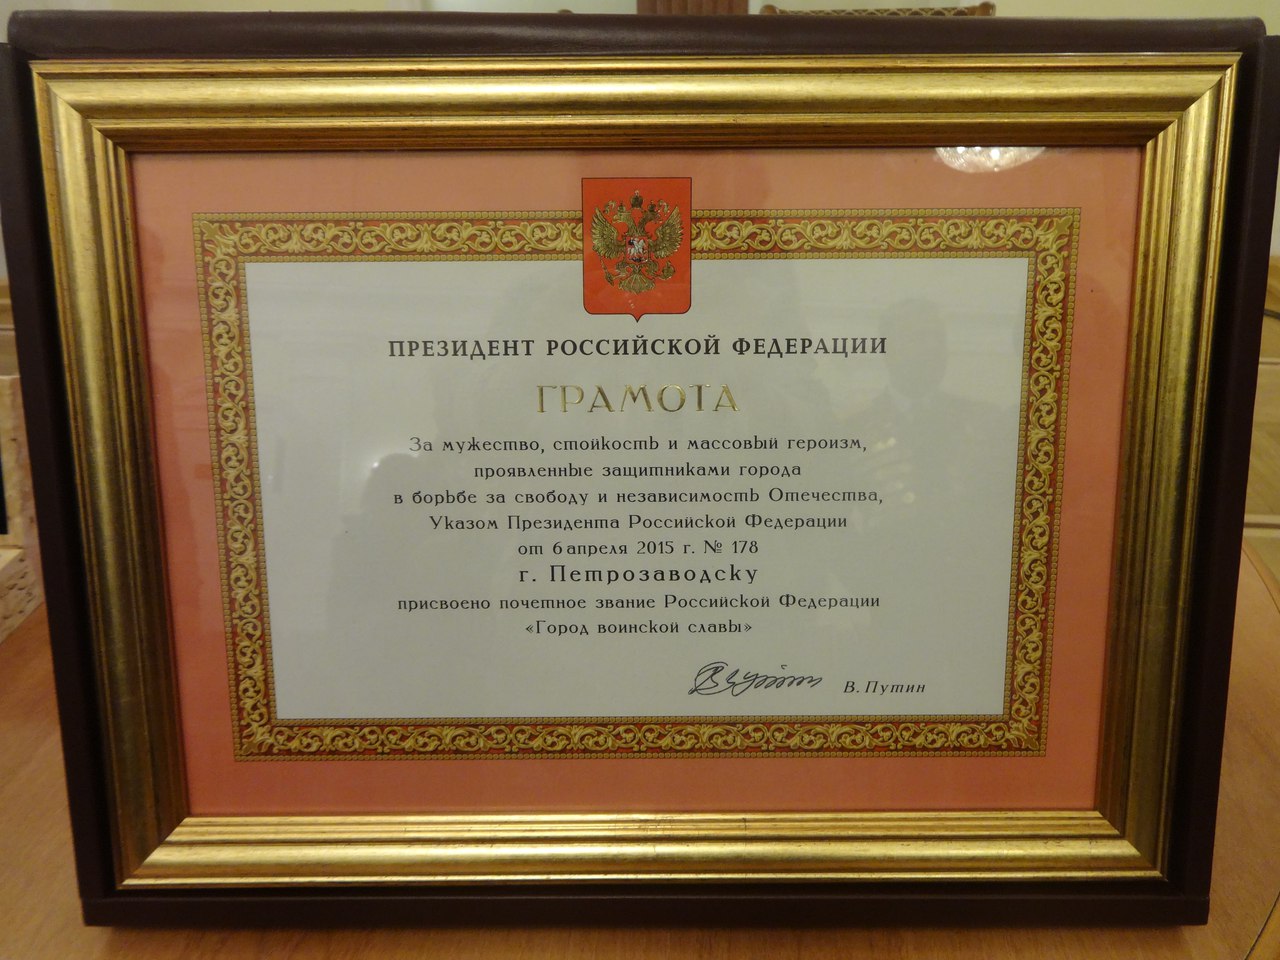 ПРЕЗИДЕНТ РОССИЙСКОЙ ФЕДЕРАЦИИ
ГРАМОТА
За мужество, стойкость и массовый героизм,
проявленные защитниками города
в борьбе за свободу и независимость Отечества,
Указом Президента Российской Федерации
от 6 апреля 2015 г. № 178
г. Петрозаводску
присвоено почетное звание Российской Федерации
«Город воинской славы»
В. Путин